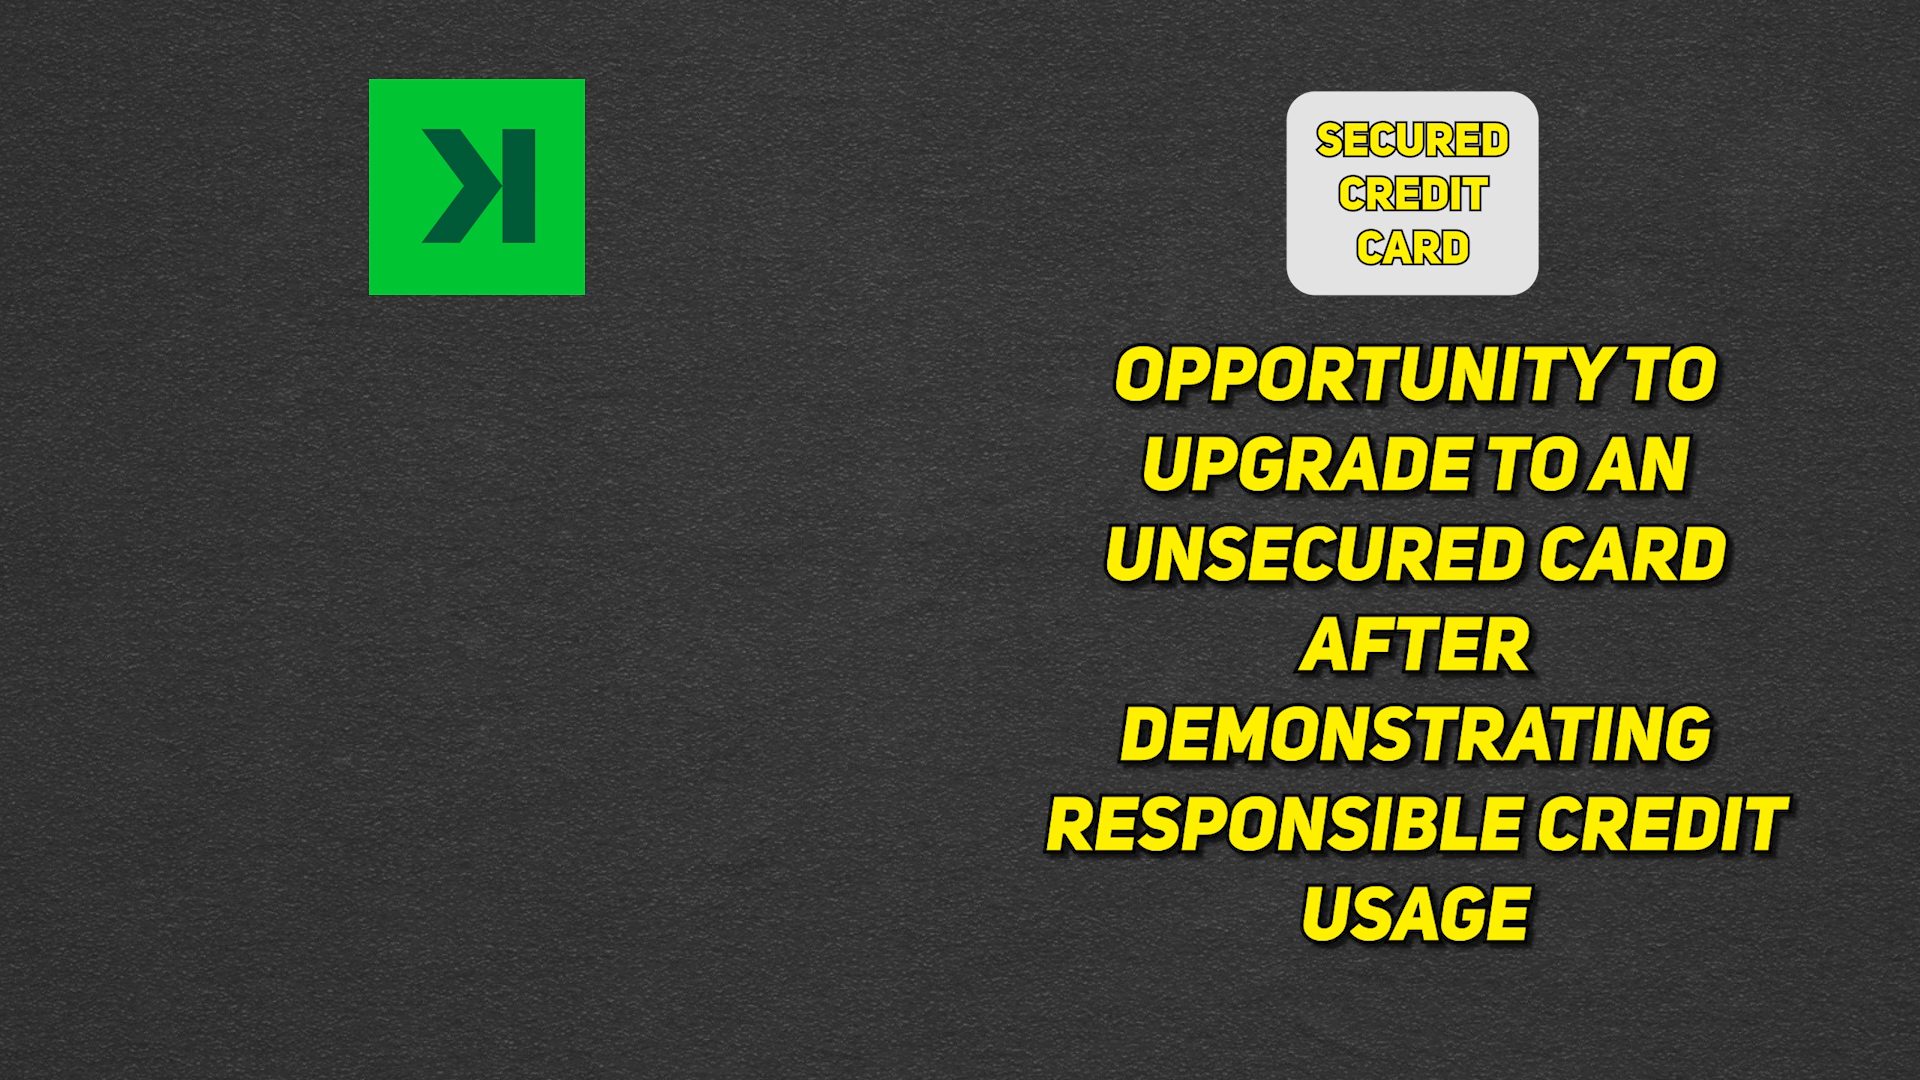 SECURED
CREDIT
CARD
OPPORTUNITY TO
UPGRADE TO AN
UNSECURED CARD
AFTER
DEMONSTRATING
RESPONSIBLE CREDIT
USAGE